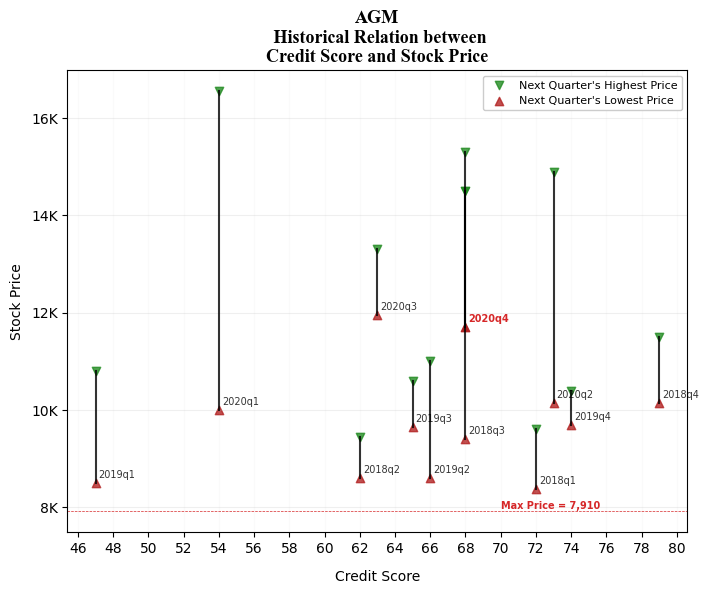 AGM
Historical Relation between
Credit Score and Stock Price
Next Quarter's Highest Price
Next Quarter's Lowest Price
16K
14K
12K
10K
8K
Stock Price
2020q3
2020q4
2020q1
2020q2
2018q4
2019q3
2019q4
2018q3
2019q1
2018q2
2019q2
2018q1
Max Price = 7,910
46 48 50 52 54 56 58 60 62 64 66 68 70 72 74 76 78 80
Credit Score